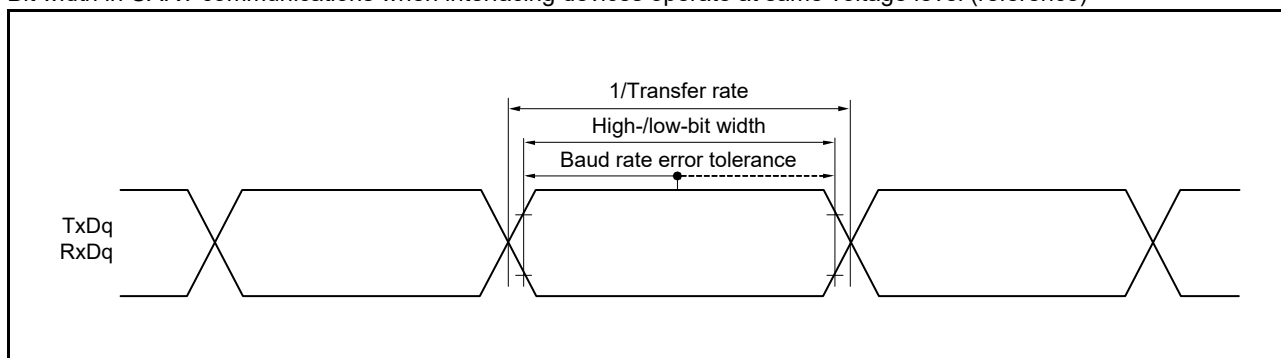 Bit width in UART communications when interfacing devices operate at same voltage level (reference)
1/Transfer rate
High-/low-bit width
Baud rate error tolerance
TxDq
RxDq